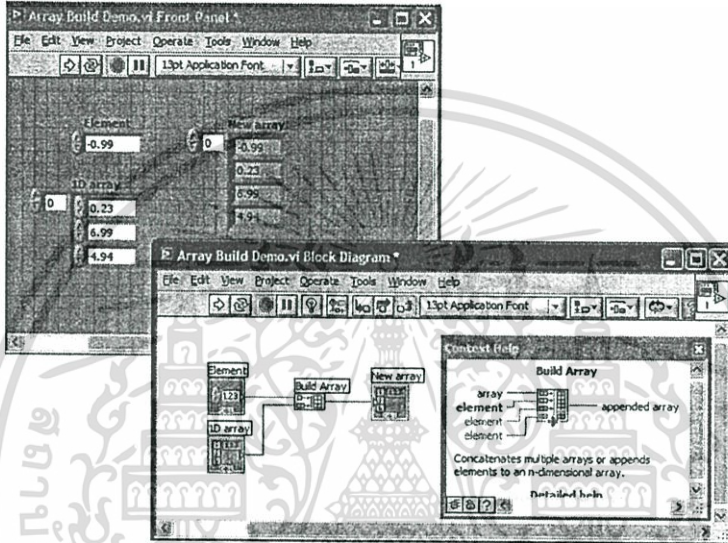 Array Build Demo.vi Front Panel *
File Edit View Project Operate Tools Window Help
13pt Application Font
1
Element
-0.99
New array
0
-0.99
0.23
6.99
4.94
1D array
0
0.23
6.99
4.94
Array Build Demo.vi Block Diagram *
File Edit View Project Operate Tools Window Help
13pt Application Font
1
Element
123
1D array
Build Array
New array
Context Help
Build Array
array
element
element
element
appended array
Concatenates multiple arrays or appends
elements to an n-dimensional array.
Detailed help
?